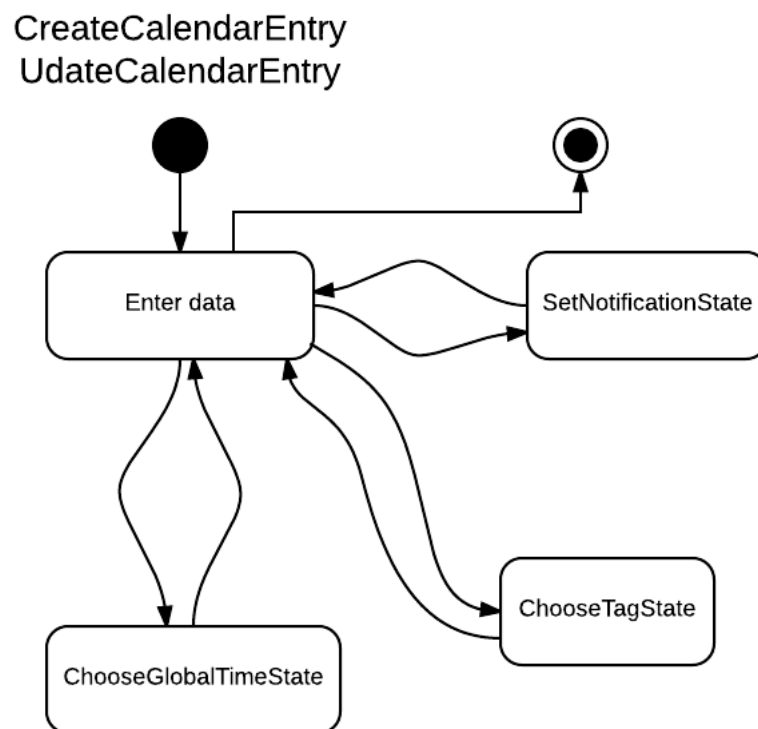 CreateCalendarEntry
UdateCalendarEntry
Enter data
SetNotificationState
ChooseTagState
ChooseGlobalTimeState